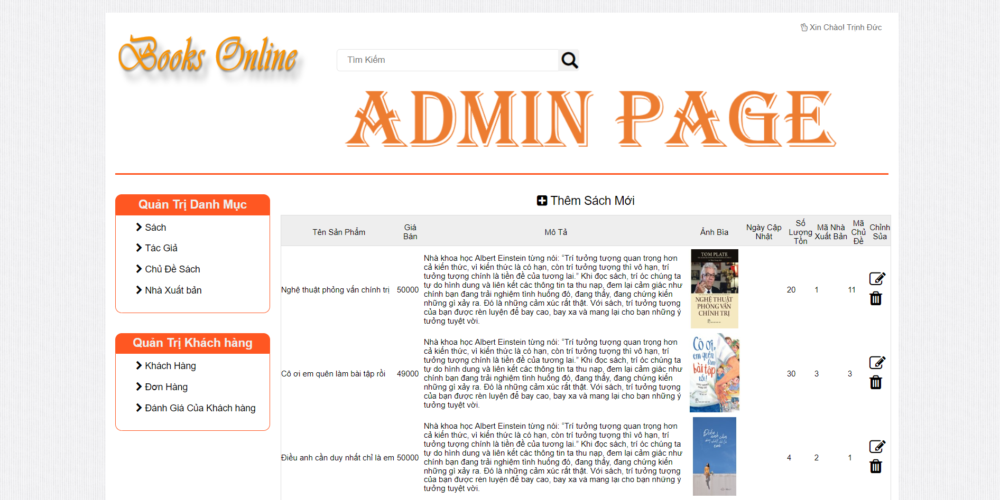 Xin Chào! Trịnh Đức
Books Online
Tìm Kiếm
ADMIN PAGE
Quản Trị Danh Mục
Sách
Tác Giả
Chủ Đề Sách
Nhà Xuất bản
Quản Trị Khách hàng
Khách Hàng
Đơn Hàng
Đánh Giá Của Khách hàng
Thêm Sách Mới
Tên Sản Phẩm
Giá
Bán
Mô Tả
Ảnh Bìa
Ngày Cập
Nhật
Số
Lượng
Tồn
Mã Nhà
Xuất Bản
Mã
Chủ
Đề
Chỉnh
Sủa
Nghệ thuật phỏng vấn chính trị
50000
Nhà khoa học Albert Einstein từng nói: “Trí tưởng tượng quan trọng hơn
cả kiến thức, vì kiến thức là có hạn, còn trí tưởng tượng thì vô hạn, trí
tưởng tượng chính là tiền đề của tương lai.” Khi đọc sách, trí óc chúng ta
tự do hình dung và liên kết các thông tin ta thu nạp, đem lại cảm giác như
chính bạn đang trải nghiệm tình huống đó, đang thấy, đang chứng kiến
những gì xảy ra. Đó là những cảm xúc rất thật. Với sách, trí tưởng tượng
của bạn được rèn luyện để bay cao, bay xa và mang lại cho bạn những ý
tưởng tuyệt vời.
TOM PLATE
NGHỆ THUẬT
PHỎNG VẤN
CHÍNH TRỊ
20
1
11
Cô ơi em quên làm bài tập rồi
49000
Nhà khoa học Albert Einstein từng nói: “Trí tưởng tượng quan trọng hơn
cả kiến thức, vì kiến thức là có hạn, còn trí tưởng tượng thì vô hạn, trí
tưởng tượng chính là tiền đề của tương lai.” Khi đọc sách, trí óc chúng ta
tự do hình dung và liên kết các thông tin ta thu nạp, đem lại cảm giác như
chính bạn đang trải nghiệm tình huống đó, đang thấy, đang chứng kiến
những gì xảy ra. Đó là những cảm xúc rất thật. Với sách, trí tưởng tượng
của bạn được rèn luyện để bay cao, bay xa và mang lại cho bạn những ý
tưởng tuyệt vời.
Cô ơi,
em quên
làm
bài tập
rồi!
30
3
3
Điều anh cần duy nhất chỉ là em
50000
Nhà khoa học Albert Einstein từng nói: “Trí tưởng tượng quan trọng hơn
cả kiến thức, vì kiến thức là có hạn, còn trí tưởng tượng thì vô hạn, trí
tưởng tượng chính là tiền đề của tương lai.” Khi đọc sách, trí óc chúng ta
tự do hình dung và liên kết các thông tin ta thu nạp, đem lại cảm giác như
chính bạn đang trải nghiệm tình huống đó, đang thấy, đang chứng kiến
những gì xảy ra. Đó là những cảm xúc rất thật. Với sách, trí tưởng tượng
của bạn được rèn luyện để bay cao, bay xa và mang lại cho bạn những ý
tưởng tuyệt vời.
Điều
anh cần
duy nhất chỉ là
em
4
2
1